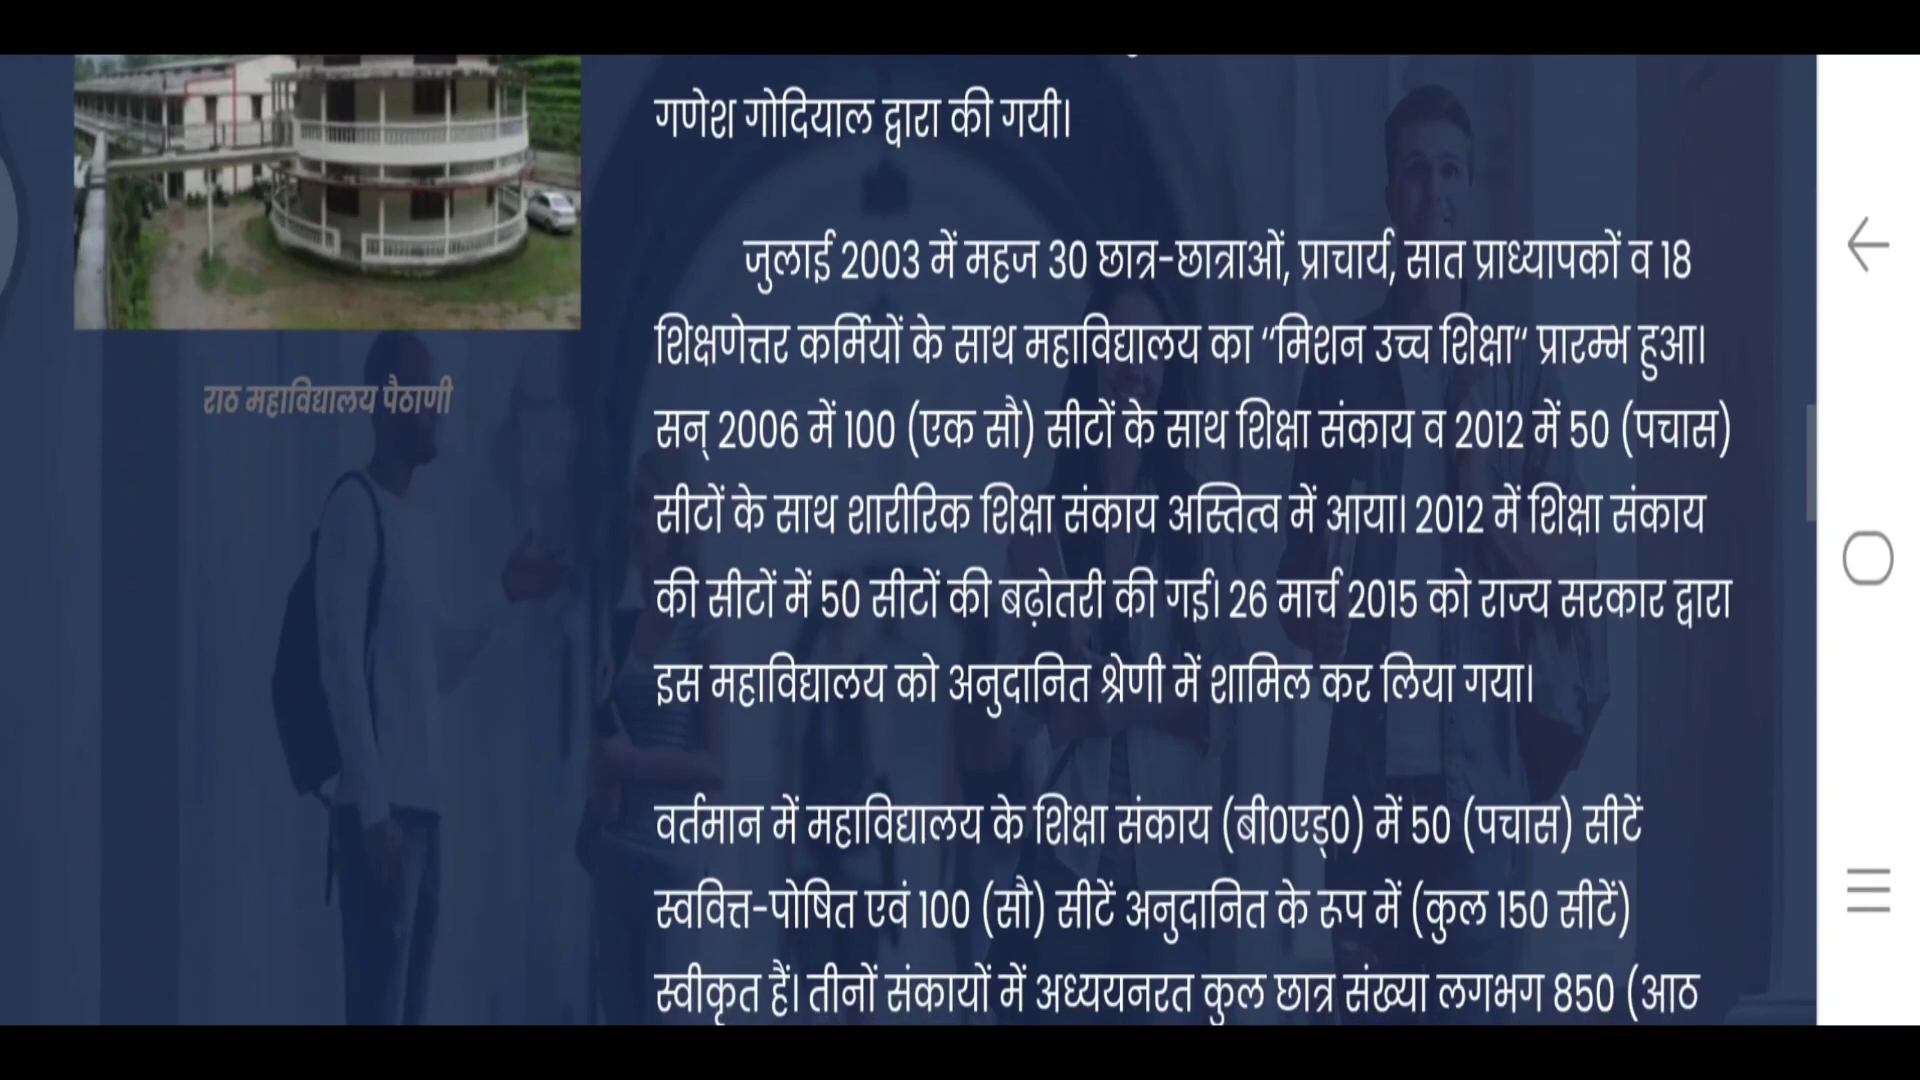 गणेश गोदियाल द्वारा की गयी।
जुलाई 2003 में महज 30 छात्र-छात्राओं, प्राचार्य, सात प्राध्यापकों व 18
शिक्षणेत्तर कर्मियों के साथ महाविद्यालय का “मिशन उच्च शिक्षा“ प्रारम्भ हुआ।
राठ महाविद्यालय पैठाणी
सन् 2006 में 100 (एक सौ) सीटों के साथ शिक्षा संकाय व 2012 में 50 (पचास)
सीटों के साथ शारीरिक शिक्षा संकाय अस्तित्व में आया। 2012 में शिक्षा संकाय
की सीटों में 50 सीटों की बढ़ोतरी की गई। 26 मार्च 2015 को राज्य सरकार द्वारा
इस महाविद्यालय को अनुदानित श्रेणी में शामिल कर लिया गया।
वर्तमान में महाविद्यालय के शिक्षा संकाय (बी0एड्0) में 50 (पचास) सीटें
स्ववित्त-पोषित एवं 100 (सौ) सीटें अनुदानित के रूप में (कुल 150 सीटें)
स्वीकृत हैं। तीनों संकायों में अध्ययनरत कुल छात्र संख्या लगभग 850 (आठ